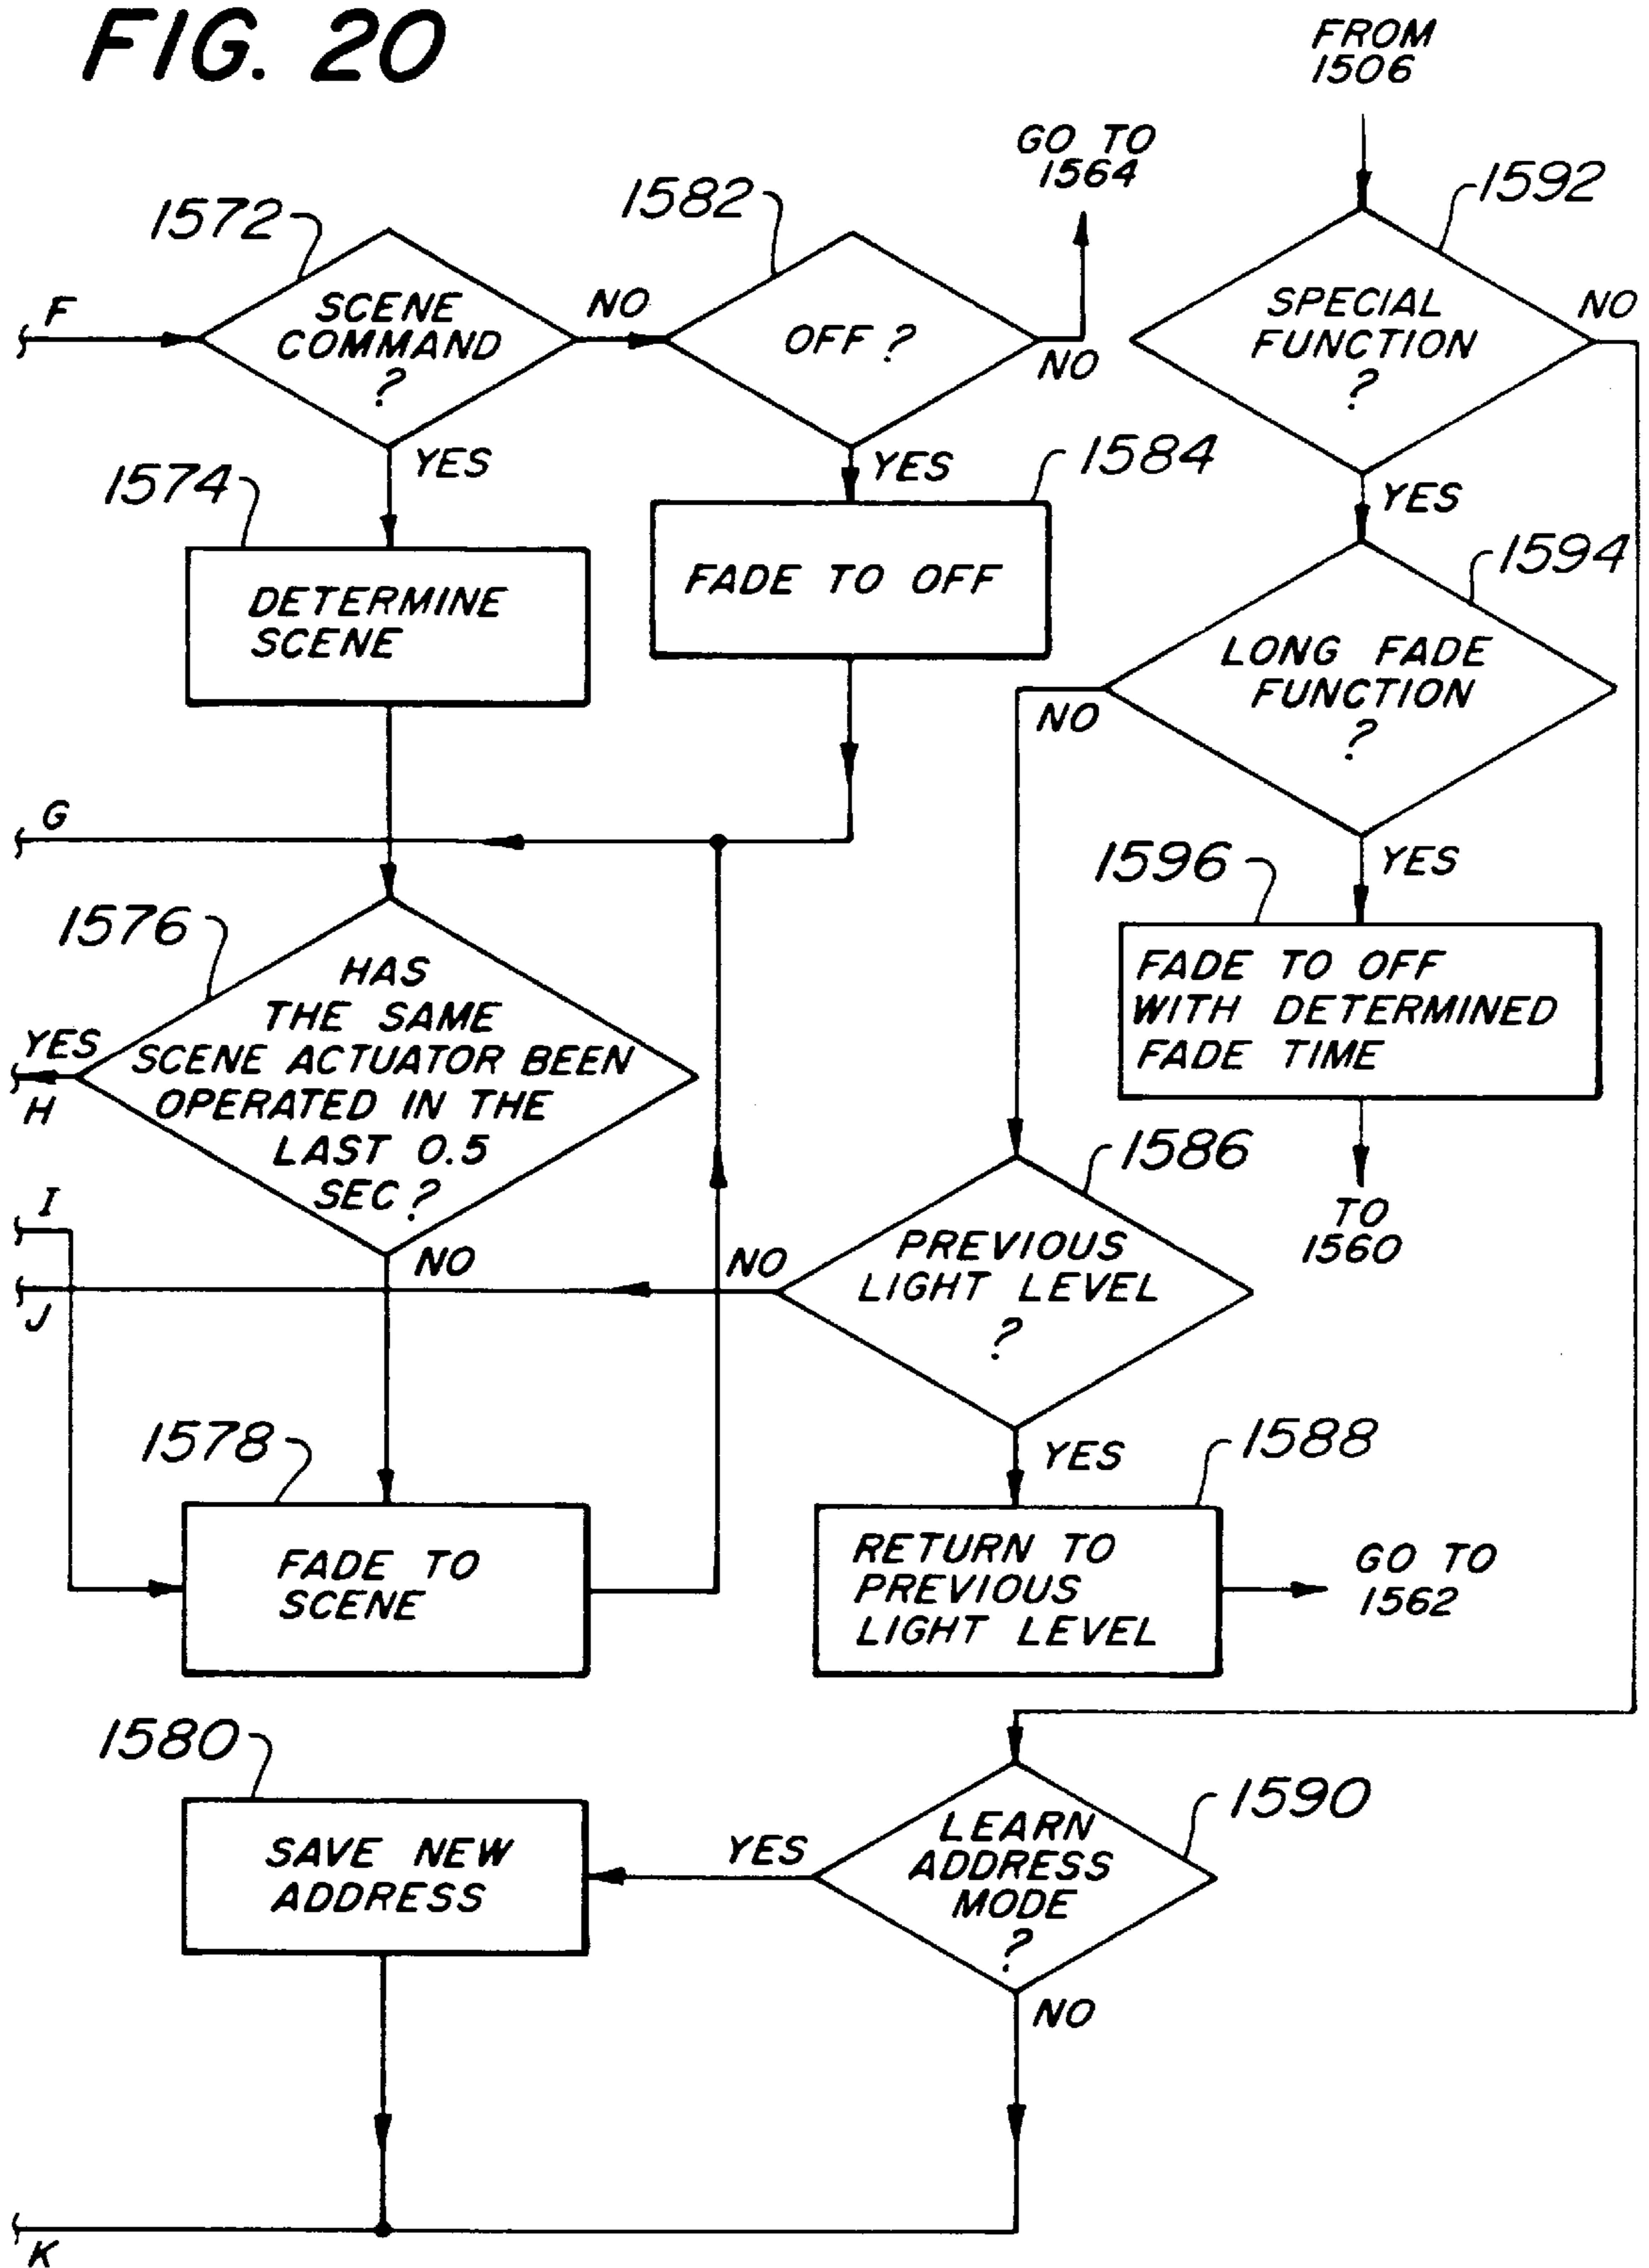 FIG. 20
FROM
1506
GO TO
1564
1592
1582
1572
F
SCENE
COMMAND
?
NO
OFF ?
NO
SPECIAL
FUNCTION
?
NO
YES
YES
YES
1574
1584
1594
DETERMINE
SCENE
FADE TO OFF
LONG FADE
FUNCTION
?
NO
YES
G
1596
FADE TO OFF
WITH DETERMINED
FADE TIME
TO
1560
1576
HAS
THE SAME
SCENE ACTUATOR BEEN
OPERATED IN THE
LAST 0.5
SEC ?
YES
H
I
NO
J
1586
PREVIOUS
LIGHT LEVEL
?
NO
YES
1578
FADE TO
SCENE
1588
RETURN TO
PREVIOUS
LIGHT LEVEL
GO TO
1562
1580
SAVE NEW
ADDRESS
YES
1590
LEARN
ADDRESS
MODE
?
NO
K